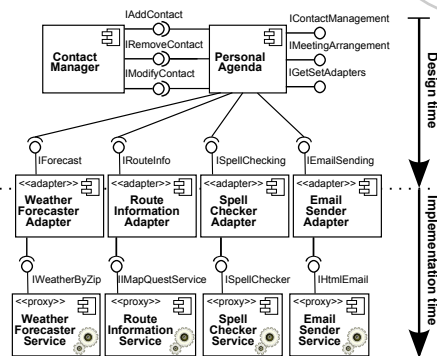 IAddContact
IRemoveContact
IModifyContact
Contact
Manager
Personal
Agenda
IContactManagement
IMeetingArrangement
IGetSetAdapters
Design time
IForecast
IRouteInfo
ISpellChecking
IEmailSending
<<adapter>>
Weather
Forecaster
Adapter
<<adapter>>
Route
Information
Adapter
<<adapter>>
Spell
Checker
Adapter
<<adapter>>
Email
Sender
Adapter
Implementation time
IWeatherByZip
IIMapQuestService
ISpellChecker
IHtmlEmail
<<proxy>>
Weather
Forecaster
Service
<<proxy>>
Route
Information
Service
<<proxy>>
Spell
Checker
Service
<<proxy>>
Email
Sender
Service